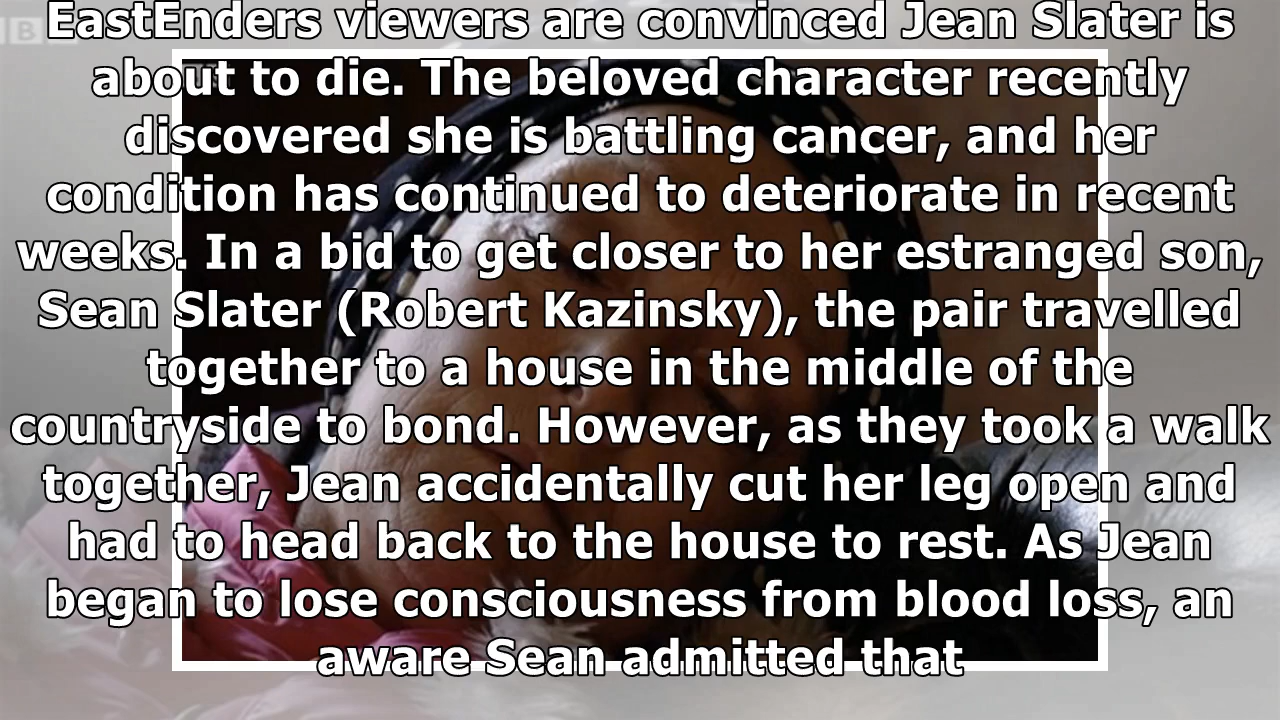 EastEnders viewers are convinced Jean Slater is
about to die. The beloved character recently
discovered she is battling cancer, and her
condition has continued to deteriorate in recent
weeks. In a bid to get closer to her estranged son,
Sean Slater (Robert Kazinsky), the pair travelled
together to a house in the middle of the
countryside to bond. However, as they took a walk
together, Jean accidentally cut her leg open and
had to head back to the house to rest. As Jean
began to lose consciousness from blood loss, an
aware Sean admitted that